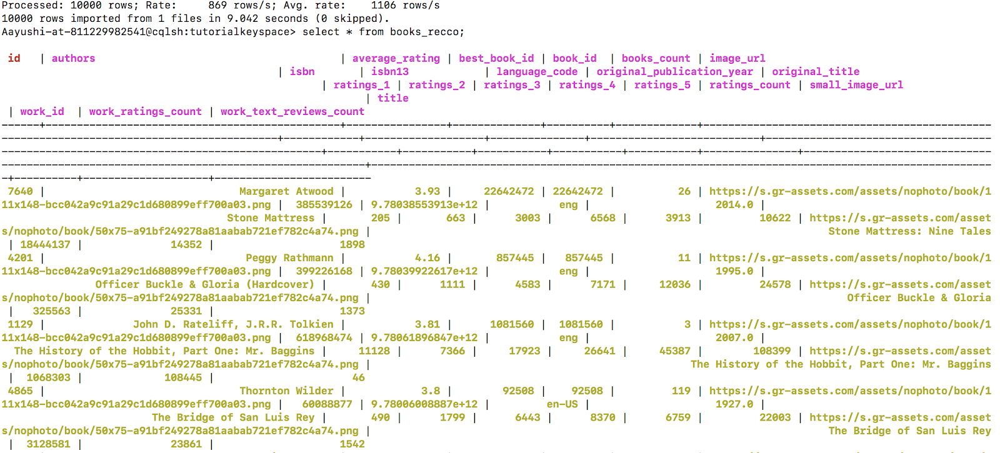 Processed: 10000 rows; Rate:     869 rows/s; Avg. rate:    1106 rows/s
10000 rows imported from 1 files in 9.042 seconds (0 skipped).
Aayushi-at-811229982541@cqlsh:tutorialkeyspace> select * from books_recco;
id | authors | average_rating | best_book_id | book_id | books_count | image_url
| isbn | isbn13 | language_code | original_publication_year | original_title
| ratings_1 | ratings_2 | ratings_3 | ratings_4 | ratings_5 | ratings_count | small_image_url
| title
| work_id | work_ratings_count | work_text_reviews_count
7640 | Margaret Atwood | 3.93 | 22642472 | 22642472 | 26 | https://s.gr-assets.com/assets/nophoto/book/1
11x148-bcc042a9c91a29c1d680899eff700a03.png | 385539126 | 9.78038553913e+12 | eng | 2014.0 |
Stone Mattress | 205 | 663 | 3003 | 6568 | 3913 | 10622 | https://s.gr-assets.com/asset
s/nophoto/book/50x75-a91bf249278a81aabab721ef782c4a74.png | Stone Mattress: Nine Tales
| 18444137 | 14352 | 1898
4201 | Peggy Rathmann | 4.16 | 857445 | 857445 | 11 | https://s.gr-assets.com/assets/nophoto/book/1
11x148-bcc042a9c91a29c1d680899eff700a03.png | 399226168 | 9.78039922617e+12 | eng | 1995.0 |
Officer Buckle & Gloria (Hardcover) | 430 | 1111 | 4583 | 7171 | 12036 | 24578 | https://s.gr-assets.com/asset
s/nophoto/book/50x75-a91bf249278a81aabab721ef782c4a74.png | Officer Buckle & Gloria
| 325563 | 25331 | 1373
1129 | John D. Rateliff, J.R.R. Tolkien | 3.81 | 1081560 | 1081560 | 3 | https://s.gr-assets.com/assets/nophoto/book/1
11x148-bcc042a9c91a29c1d680899eff700a03.png | 618968474 | 9.78061896847e+12 | eng | 2007.0 |
The History of the Hobbit, Part One: Mr. Baggins | 11128 | 7366 | 17923 | 26641 | 45387 | 108399 | https://s.gr-assets.com/asset
s/nophoto/book/50x75-a91bf249278a81aabab721ef782c4a74.png | The History of the Hobbit, Part One: Mr. Baggins
| 1068303 | 108445 | 46
4865 | Thornton Wilder | 3.8 | 92508 | 92508 | 119 | https://s.gr-assets.com/assets/nophoto/book/1
11x148-bcc042a9c91a29c1d680899eff700a03.png | 60088877 | 9.78006008887e+12 | en-US | 1927.0 |
The Bridge of San Luis Rey | 490 | 1799 | 6443 | 8370 | 6759 | 22003 | https://s.gr-assets.com/asset
s/nophoto/book/50x75-a91bf249278a81aabab721ef782c4a74.png | The Bridge of San Luis Rey
| 3128581 | 23861 | 1542